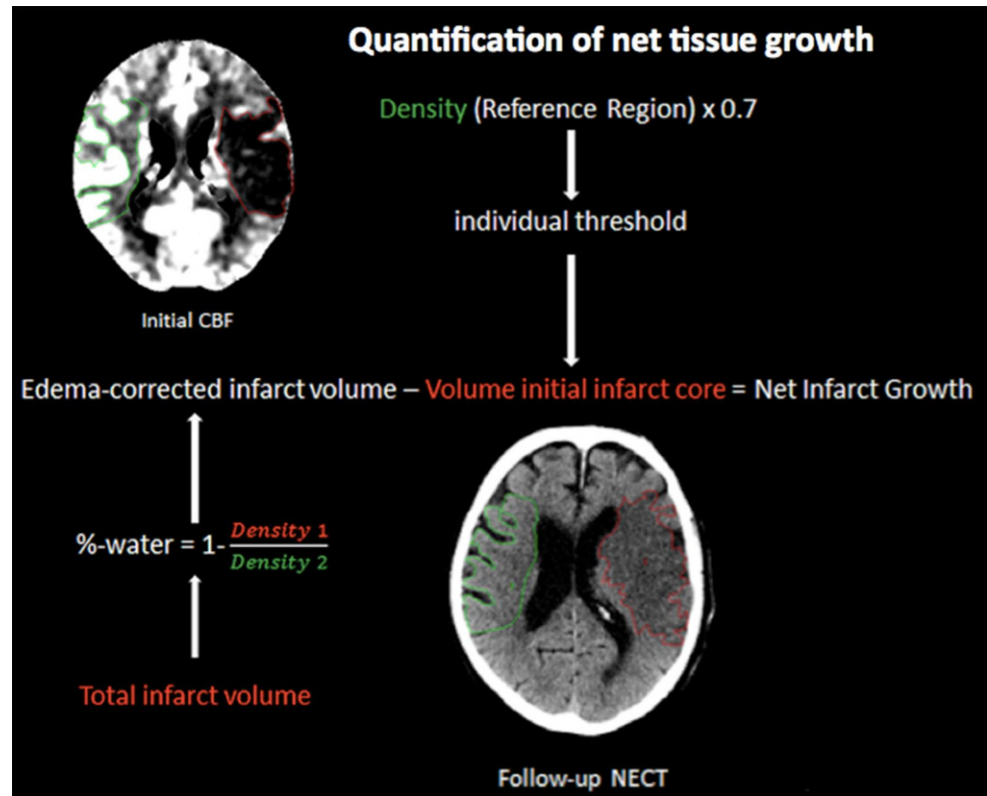 Quantification of net tissue growth
Density (Reference Region) x 0.7
individual threshold
Initial CBF
Edema-corrected infarct volume – Volume initial infarct core = Net Infarct Growth
%-water = 1- Density 1
Density 2
Total infarct volume
Follow-up NECT